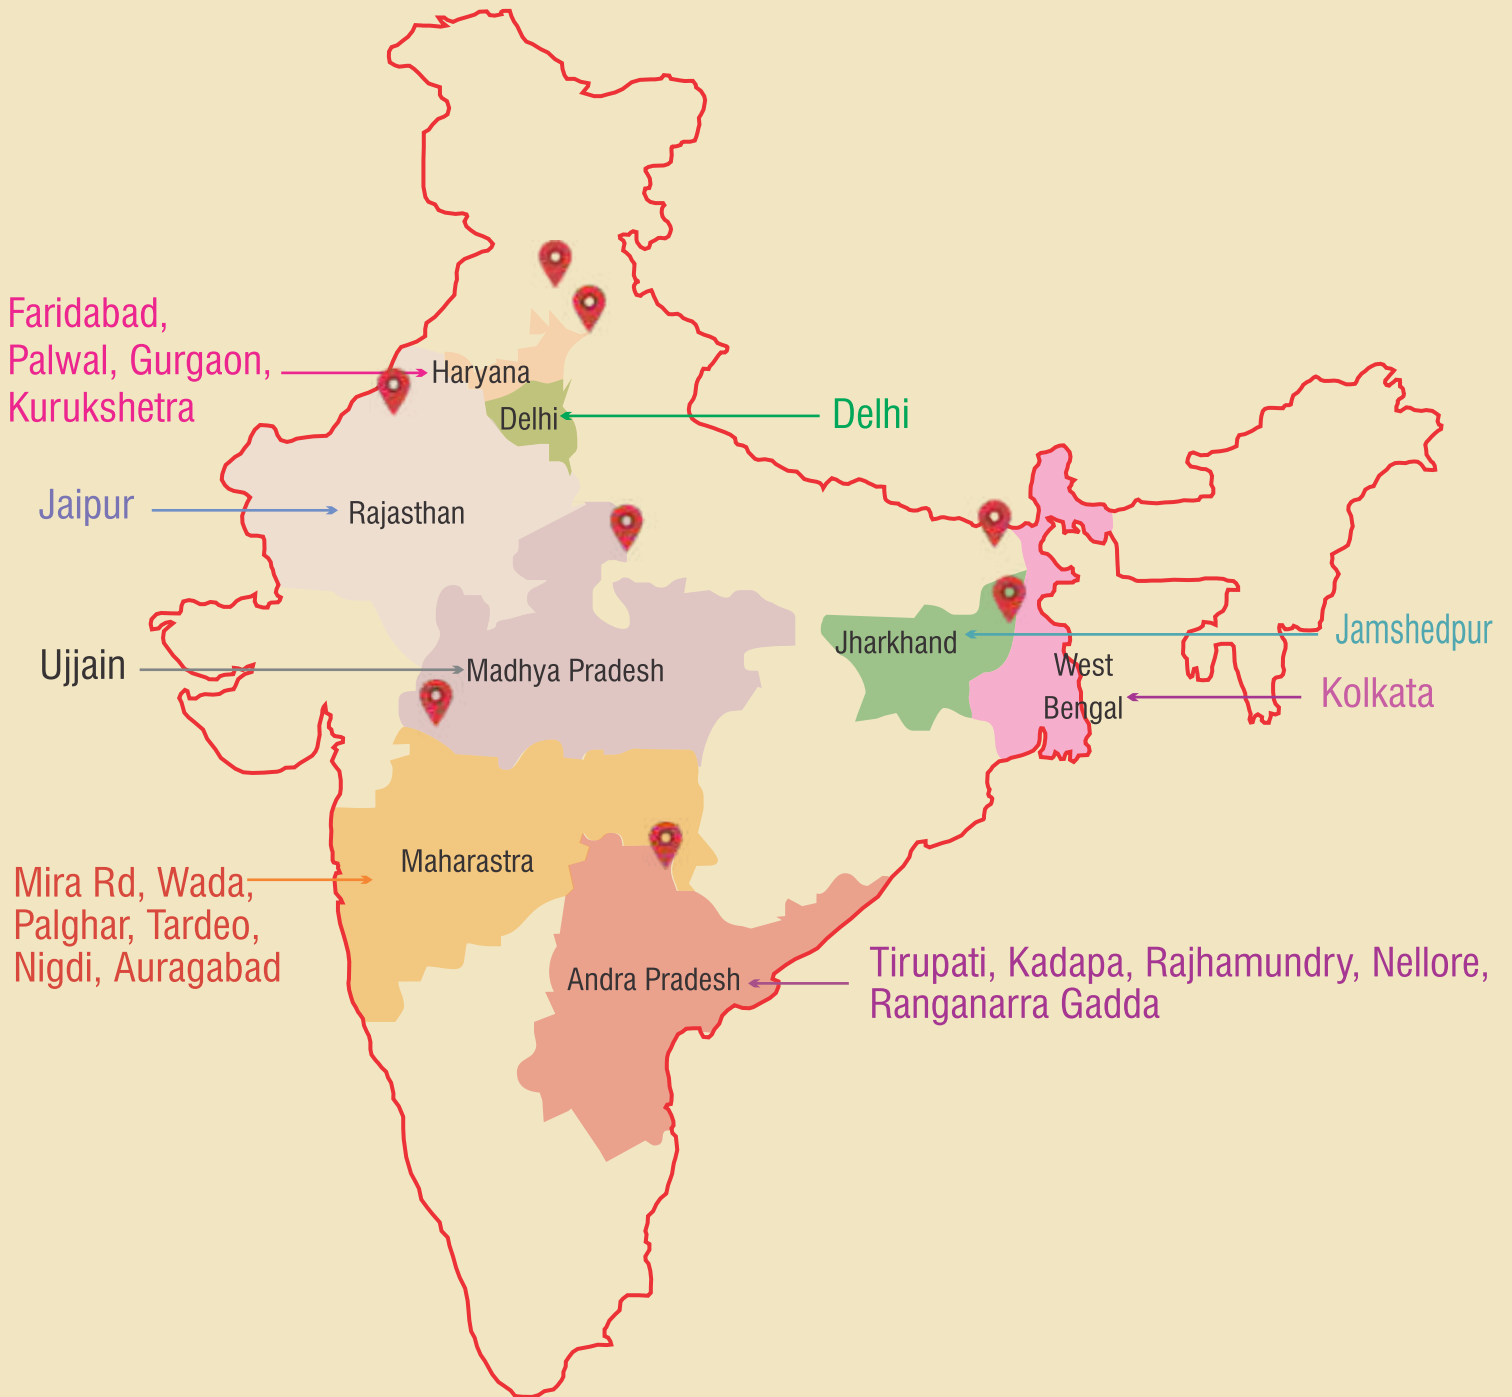 Faridabad,
Palwal, Gurgaon,
Kurukshetra
Haryana
Delhi
Delhi
Jaipur
Rajasthan
Jharkhand
Jamshedpur
Ujjain
Madhya Pradesh
West
Bengal
Kolkata
Maharastra
Mira Rd, Wada,
Palghar, Tardeo,
Nigdi, Auragabad
Andra Pradesh
Tirupati, Kadapa, Rajhamundry, Nellore,
Ranganarra Gadda